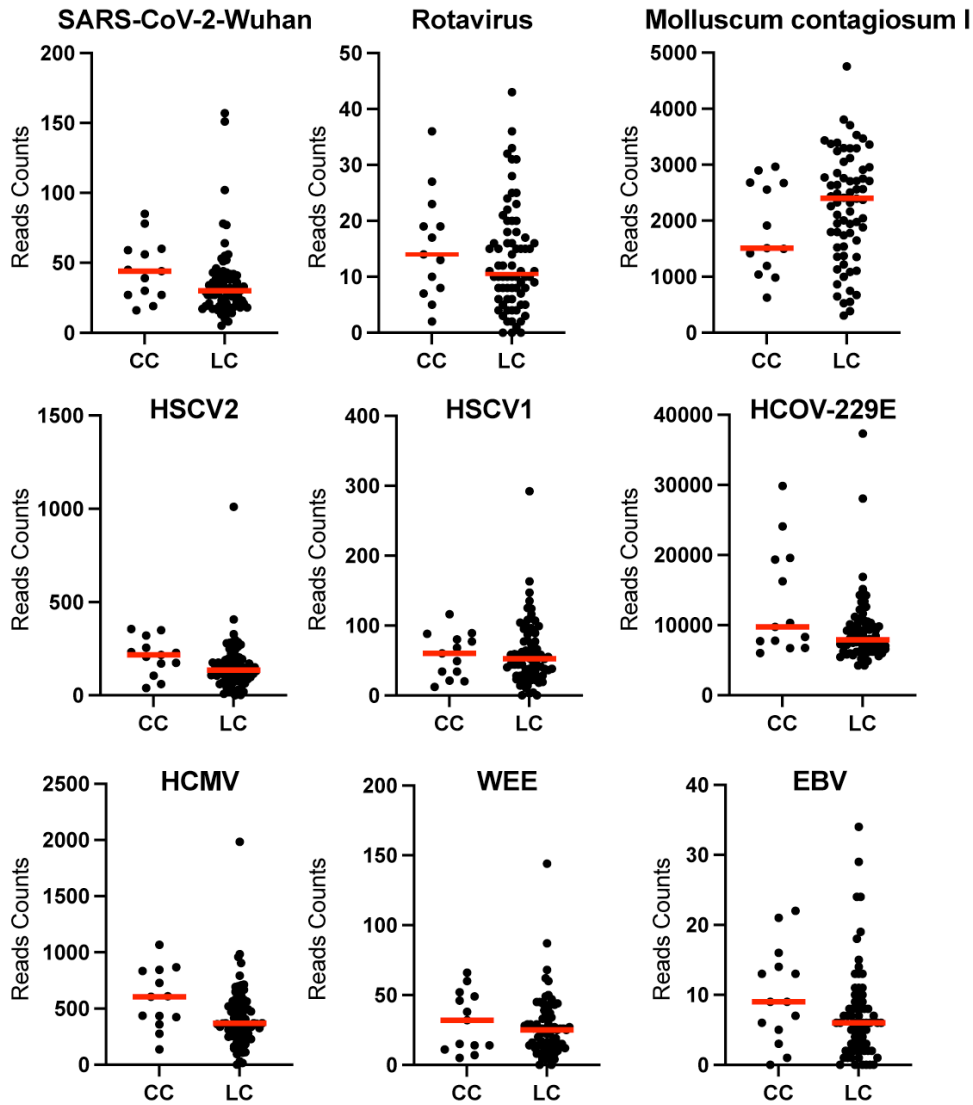 SARS-CoV-2-Wuhan
Reads Counts
200
150
100
50
0
CC
LC
Rotavirus
Reads Counts
50
40
30
20
10
0
CC
LC
Molluscum contagiosum I
Reads Counts
5000
4000
3000
2000
1000
0
CC
LC
HSCV2
Reads Counts
1500
1000
500
0
CC
LC
HSCV1
Reads Counts
400
300
200
100
0
CC
LC
HCOV-229E
Reads Counts
40000
30000
20000
10000
0
CC
LC
HCMV
Reads Counts
2500
2000
1500
1000
500
0
CC
LC
WEE
Reads Counts
200
150
100
50
0
CC
LC
EBV
Reads Counts
40
30
20
10
0
CC
LC